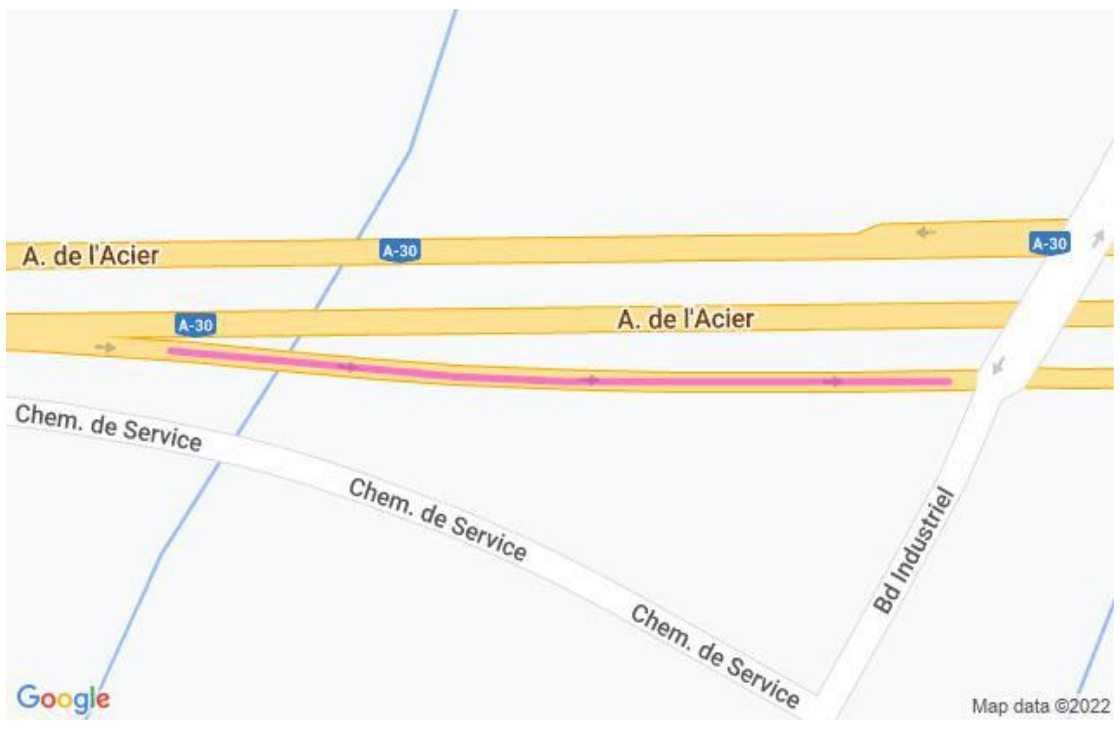 A. de l'Acier
A-30
A-30
A-30
A. de l'Acier
Chem. de Service
Chem. de Service
Bd Industriel
Chem. de Service
Google
Map data ©2022